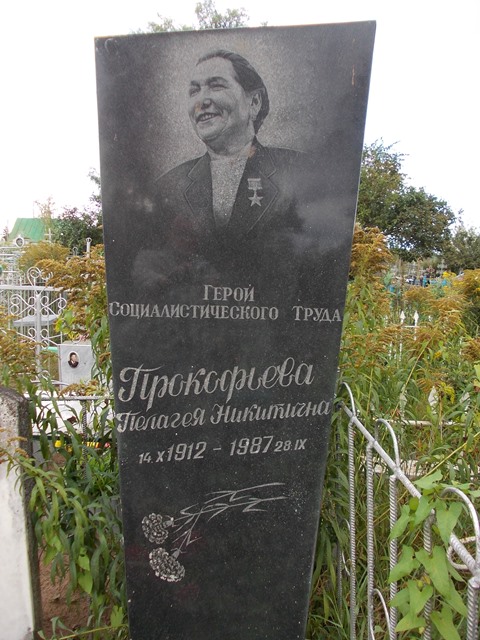 Герой
Социалистического Труда
Прокофьева
Пелагея Никитична
14.X 1912 - 1987 28.IX